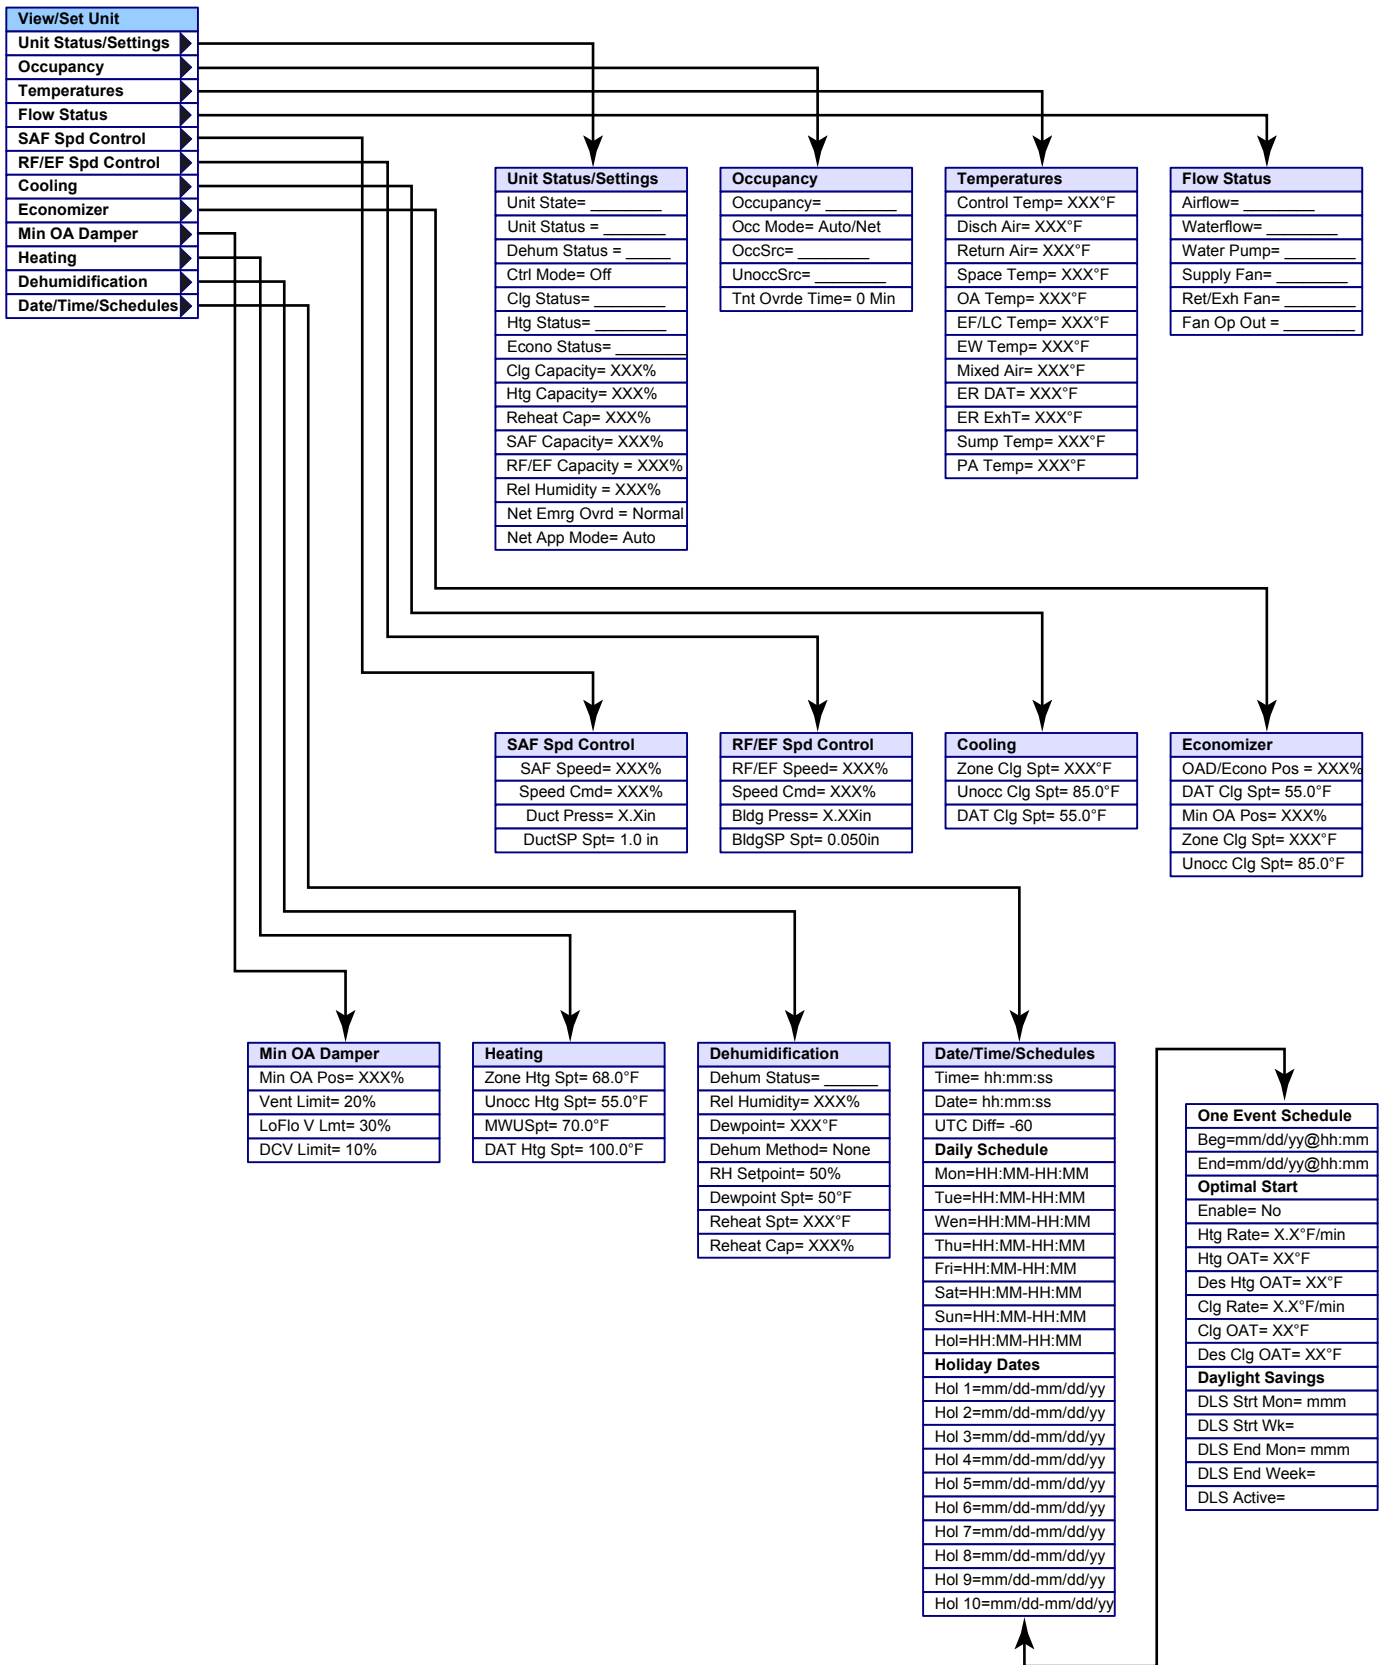 View/Set Unit
Unit Status/Settings
Occupancy
Temperatures
Flow Status
SAF Spd Control
RF/EF Spd Control
Cooling
Economizer
Min OA Damper
Heating
Dehumidification
Date/Time/Schedules
Unit Status/Settings
Unit State= ________
Unit Status = _______
Dehum Status = _____
Ctrl Mode= Off
Clg Status= ________
Htg Status= ________
Econo Status= ________
Clg Capacity= XXX%
Htg Capacity= XXX%
Reheat Cap= XXX%
SAF Capacity= XXX%
RF/EF Capacity = XXX%
Rel Humidity = XXX%
Net Emrg Ovrd = Normal
Net App Mode= Auto
Occupancy
Occupancy= ________
Occ Mode= Auto/Net
OccSrc= ________
UnoccSrc= ________
Tnt Ovrde Time= 0 Min
Temperatures
Control Temp= XXX°F
Disch Air= XXX°F
Return Air= XXX°F
Space Temp= XXX°F
OA Temp= XXX°F
EF/LC Temp= XXX°F
EW Temp= XXX°F
Mixed Air= XXX°F
ER DAT= XXX°F
ER ExhT= XXX°F
Sump Temp= XXX°F
PA Temp= XXX°F
Flow Status
Airflow= ________
Waterflow= ________
Water Pump= ________
Supply Fan= ________
Ret/Exh Fan= ________
Fan Op Out = ________
SAF Spd Control
SAF Speed= XXX%
Speed Cmd= XXX%
Duct Press= X.Xin
DuctSP Spt= 1.0 in
RF/EF Spd Control
RF/EF Speed= XXX%
Speed Cmd= XXX%
Bldg Press= X.XXin
BldgSP Spt= 0.050in
Cooling
Zone Clg Spt= XXX°F
Unocc Clg Spt= 85.0°F
DAT Clg Spt= 55.0°F
Economizer
OAD/Econo Pos = XXX%
DAT Clg Spt= 55.0°F
Min OA Pos= XXX%
Zone Clg Spt= XXX°F
Unocc Clg Spt= 85.0°F
Min OA Damper
Min OA Pos= XXX%
Vent Limit= 20%
LoFlo V Lmt= 30%
DCV Limit= 10%
Heating
Zone Htg Spt= 68.0°F
Unocc Htg Spt= 55.0°F
MWUSpt= 70.0°F
DAT Htg Spt= 100.0°F
Dehumidification
Dehum Status= ______
Rel Humidity= XXX%
Dewpoint= XXX°F
Dehum Method= None
RH Setpoint= 50%
Dewpoint Spt= 50°F
Reheat Spt= XXX°F
Reheat Cap= XXX%
Date/Time/Schedules
Time= hh:mm:ss
Date= hh:mm:ss
UTC Diff= -60
Daily Schedule
Mon=HH:MM-HH:MM
Tue=HH:MM-HH:MM
Wen=HH:MM-HH:MM
Thu=HH:MM-HH:MM
Fri=HH:MM-HH:MM
Sat=HH:MM-HH:MM
Sun=HH:MM-HH:MM
Hol=HH:MM-HH:MM
Holiday Dates
Hol 1=mm/dd-mm/dd/yy
Hol 2=mm/dd-mm/dd/yy
Hol 3=mm/dd-mm/dd/yy
Hol 4=mm/dd-mm/dd/yy
Hol 5=mm/dd-mm/dd/yy
Hol 6=mm/dd-mm/dd/yy
Hol 7=mm/dd-mm/dd/yy
Hol 8=mm/dd-mm/dd/yy
Hol 9=mm/dd-mm/dd/yy
Hol 10=mm/dd-mm/dd/yy
One Event Schedule
Beg=mm/dd/yy@hh:mm
End=mm/dd/yy@hh:mm
Optimal Start
Enable= No
Htg Rate= X.X°F/min
Htg OAT= XX°F
Des Htg OAT= XX°F
Clg Rate= X.X°F/min
Clg OAT= XX°F
Des Clg OAT= XX°F
Daylight Savings
DLS Strt Mon= mmm
DLS Strt Wk=
DLS End Mon= mmm
DLS End Week=
DLS Active=